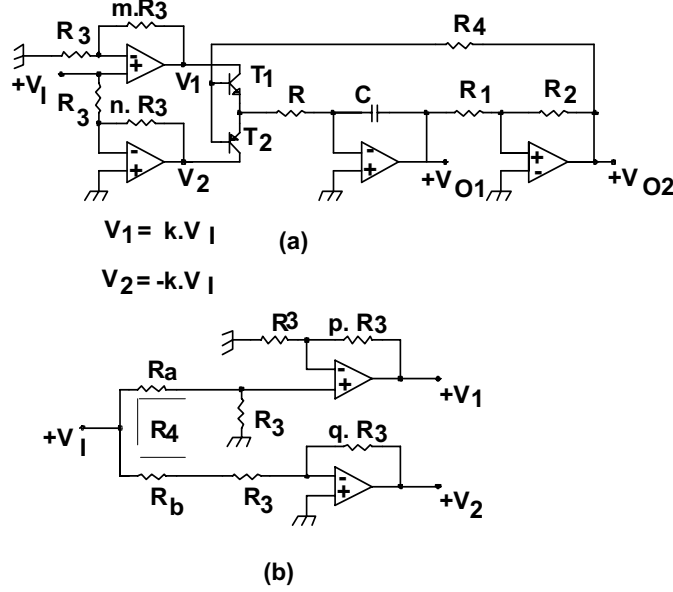 m.R3
R3
+VI
V1
T1
R4
R3
n. R3
R
C
R1
R2
T2
V2
+VO1
+VO2
V1 = k.VI
(a)
V2 = -k.VI
R3
p. R3
Ra
+V1
R3
+VI
R4
q. R3
Rb
R3
+V2
(b)